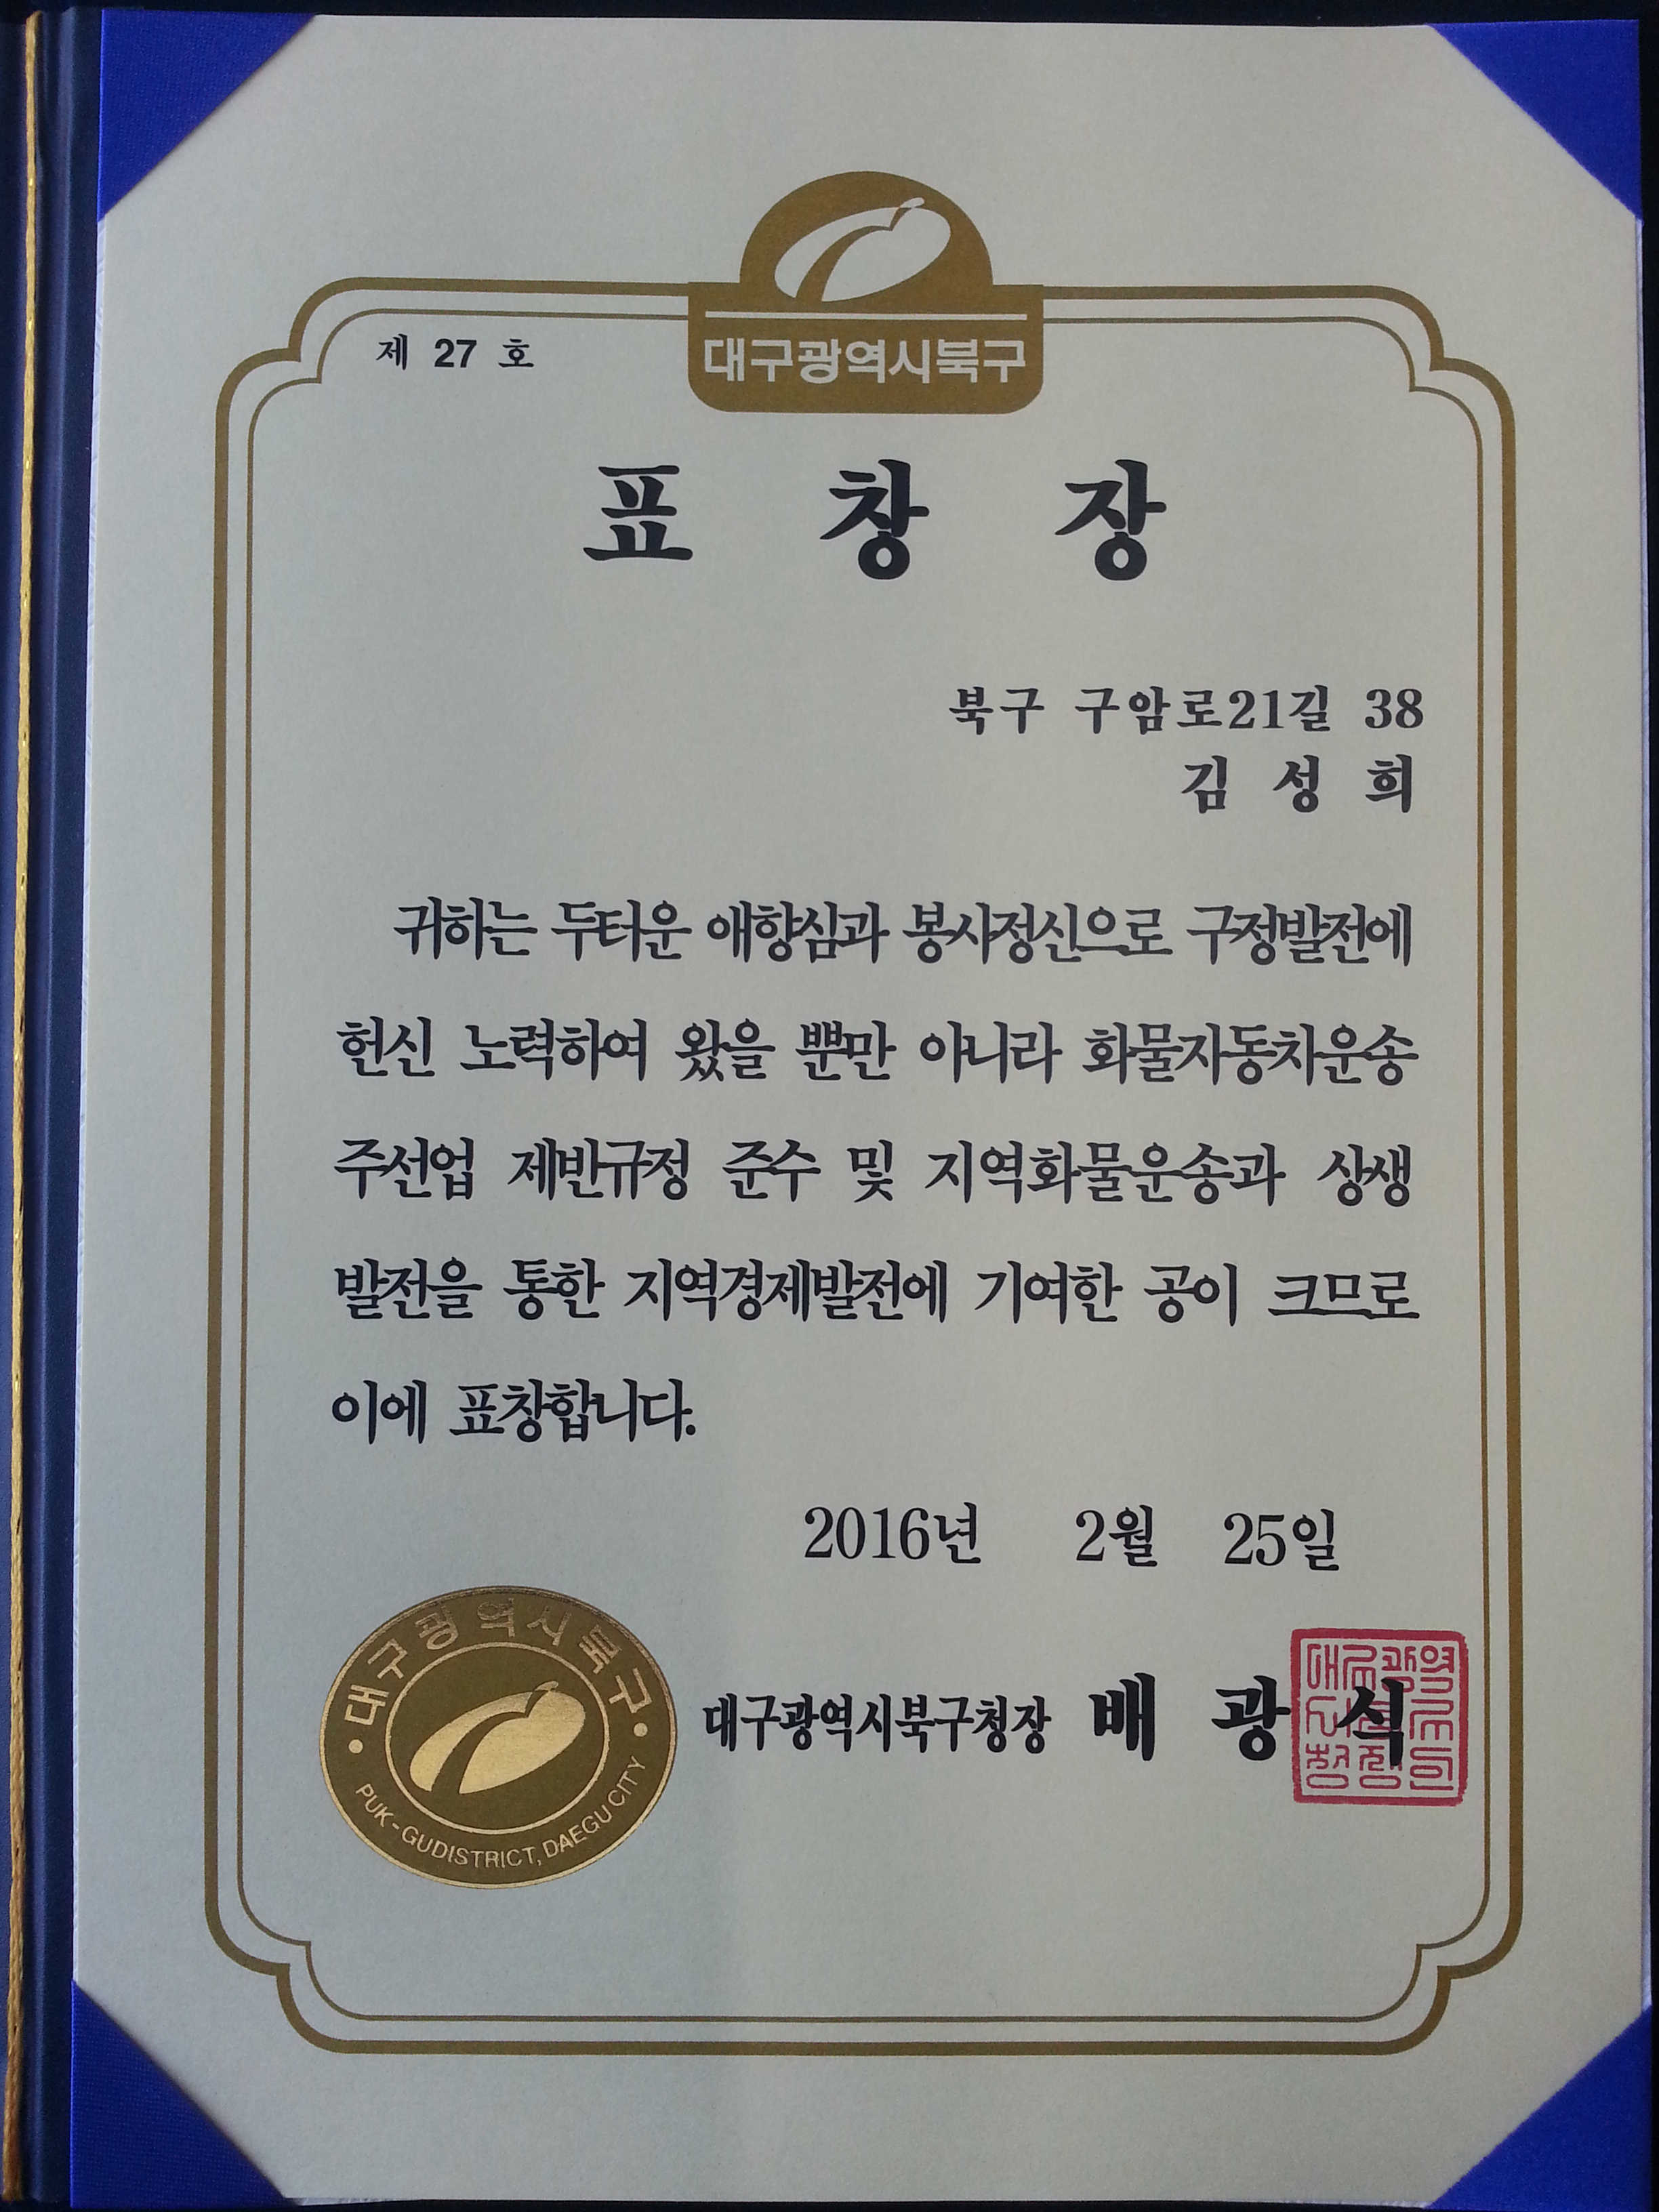 대구광역시북구
제 27 호
표 창 장
북구 구암로21길 38
김 성 희
귀하는 두터운 애향심과 봉사정신으로 구정발전에
헌신 노력하여 왔을 뿐만 아니라 화물자동차운송
주선업 제반규정 준수 및 지역화물운송과 상생
발전을 통한 지역경제발전에 기여한 공이 크므로
이에 표창합니다.
2016년 2월 25일
대구광역시북구청장 배 광 식
대구광역시북구
PUK-GU DISTRICT, DAEGU CITY